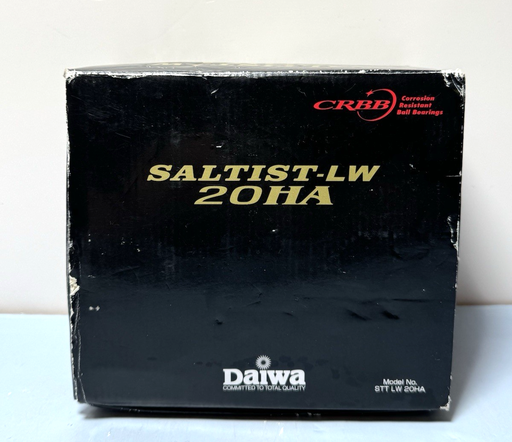 CRBB
Corrosion
Resistant
Ball Bearings
SALTIST-LW
20HA
Daiwa
COMMITTED TO TOTAL QUALITY
Model No.
STT LW 20HA